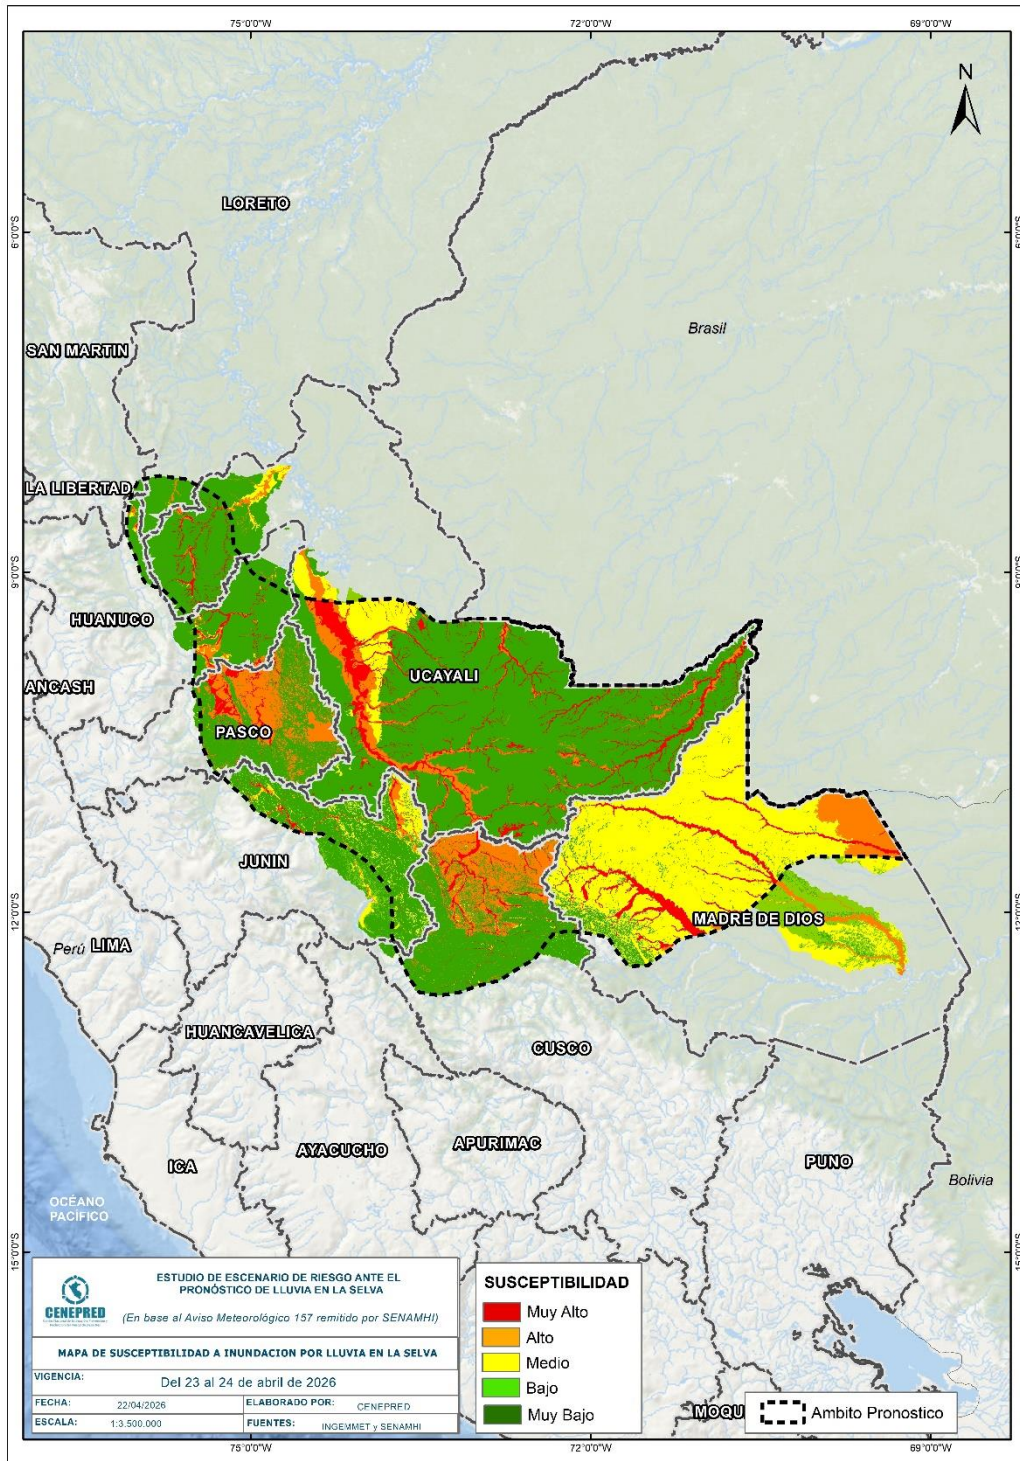 75°0'0"W 72°0'0"W 69°0'0"W
N
LORETO
6°0'0"S 6°0'0"S
Brasil
SAN MARTIN
LA LIBERTAD
9°0'0"S 9°0'0"S
HUANUCO
UCAYALI
ANCASH
PASCO
JUNIN
12°0'0"S 12°0'0"S
MADRE DE DIOS
Perú LIMA
HUANCAVELICA
CUSCO
AYACUCHO
APURIMAC
PUNO
ICA
Bolivia
OCÉANO
PACÍFICO
15°0'0"S 15°0'0"S
CENEPRED
ESTUDIO DE ESCENARIO DE RIESGO ANTE EL
PRONÓSTICO DE LLUVIA EN LA SELVA
(En base al Aviso Meteorológico 157 remitido por SENAMHI)
MAPA DE SUSCEPTIBILIDAD A INUNDACION POR LLUVIA EN LA SELVA
VIGENCIA: Del 23 al 24 de abril de 2026
FECHA: 22/04/2026 ELABORADO POR: CENEPRED
ESCALA: 1:3.500.000 FUENTES: INGEMMET y SENAMHI
SUSCEPTIBILIDAD
Muy Alto
Alto
Medio
Bajo
Muy Bajo
MOQU
Ambito Pronostico
75°0'0"W 72°0'0"W 69°0'0"W